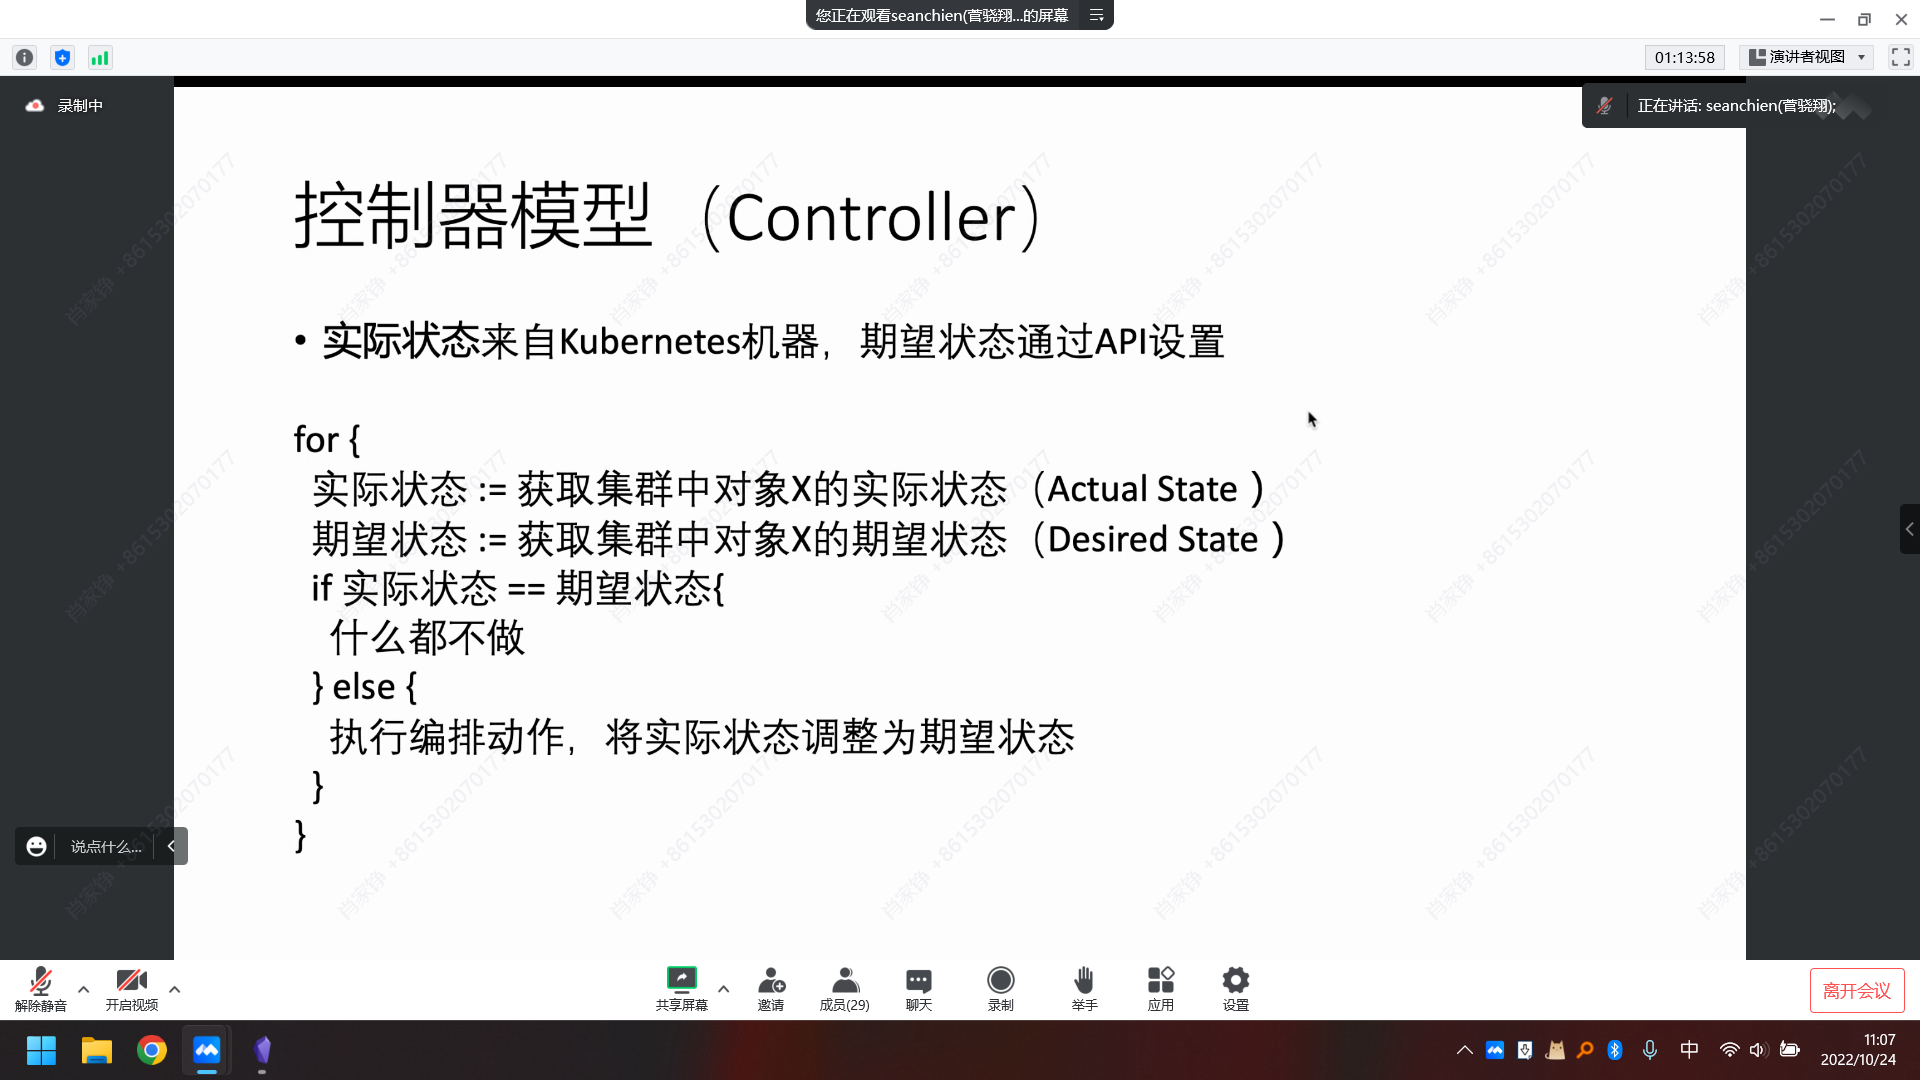 您正在观看seanchien(菅骁翔...的屏幕
01:13:58
演讲者视图
录制中
正在讲话: seanchien(菅骁翔);
控制器模型（Controller）
• 实际状态来自Kubernetes机器，期望状态通过API设置
for {
实际状态 := 获取集群中对象X的实际状态（Actual State ）
期望状态 := 获取集群中对象X的期望状态（Desired State ）
if 实际状态 == 期望状态{
什么都不做
} else {
执行编排动作，将实际状态调整为期望状态
}
}
说点什么...
肖家铮 +8615302070177
解除静音
开启视频
共享屏幕
邀请
成员(29)
聊天
录制
举手
应用
设置
离开会议
中
11:07
2022/10/24